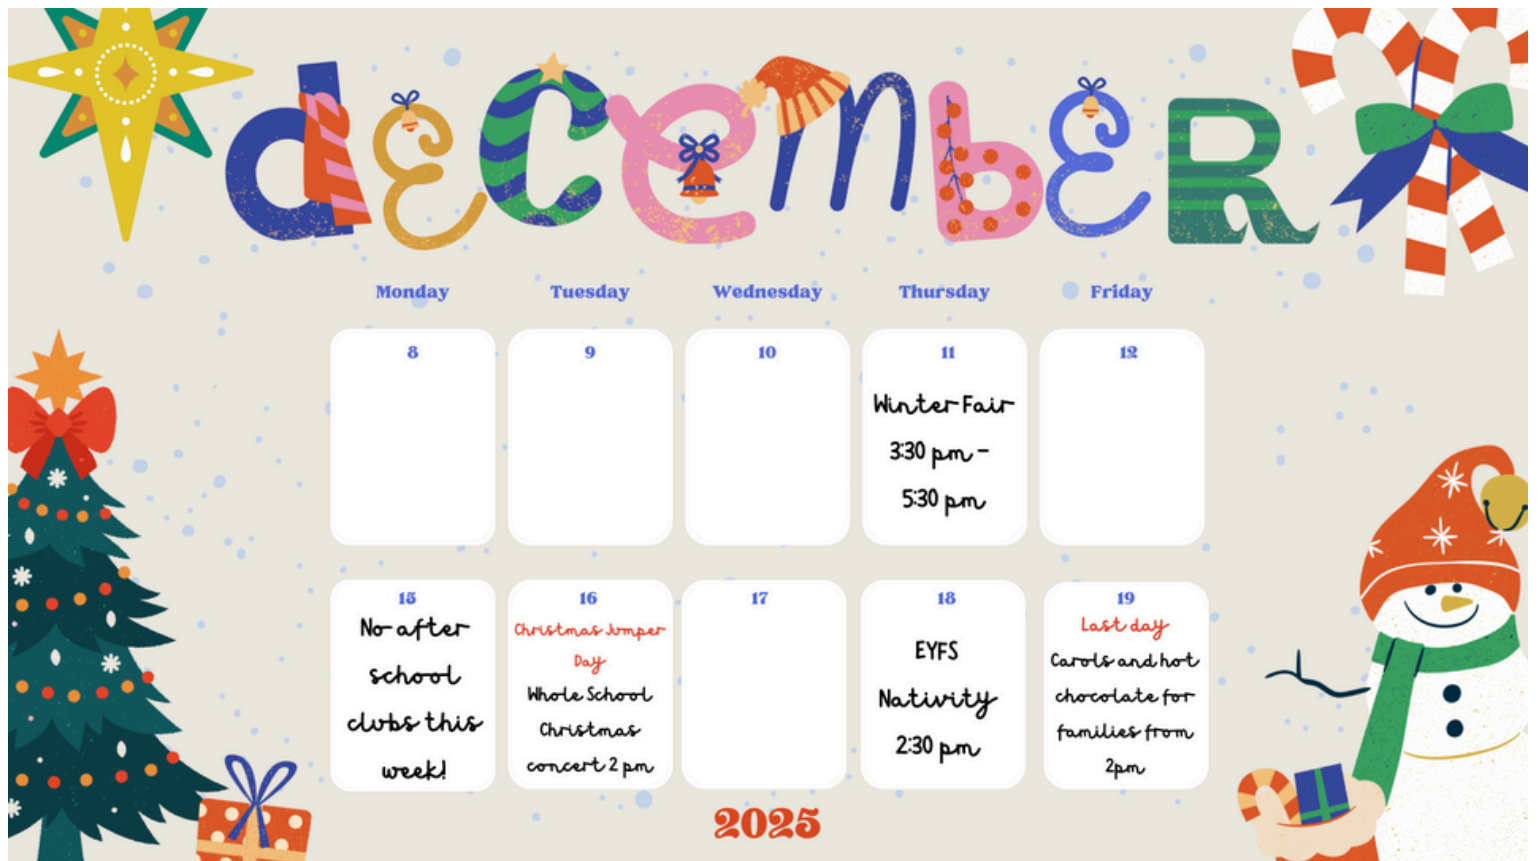 decEmbER
Monday Tuesday Wednesday Thursday Friday
8 9 10 11 12
Winter Fair
3:30 pm -
5:30 pm
15
No after
school
clubs this
week!
16
Christmas Jumper
Day
Whole School
Christmas
concert 2 pm
17
18
EYFS
Nativity
2:30 pm
19
Last day
Carols and hot
chocolate for
families from
2pm
2025